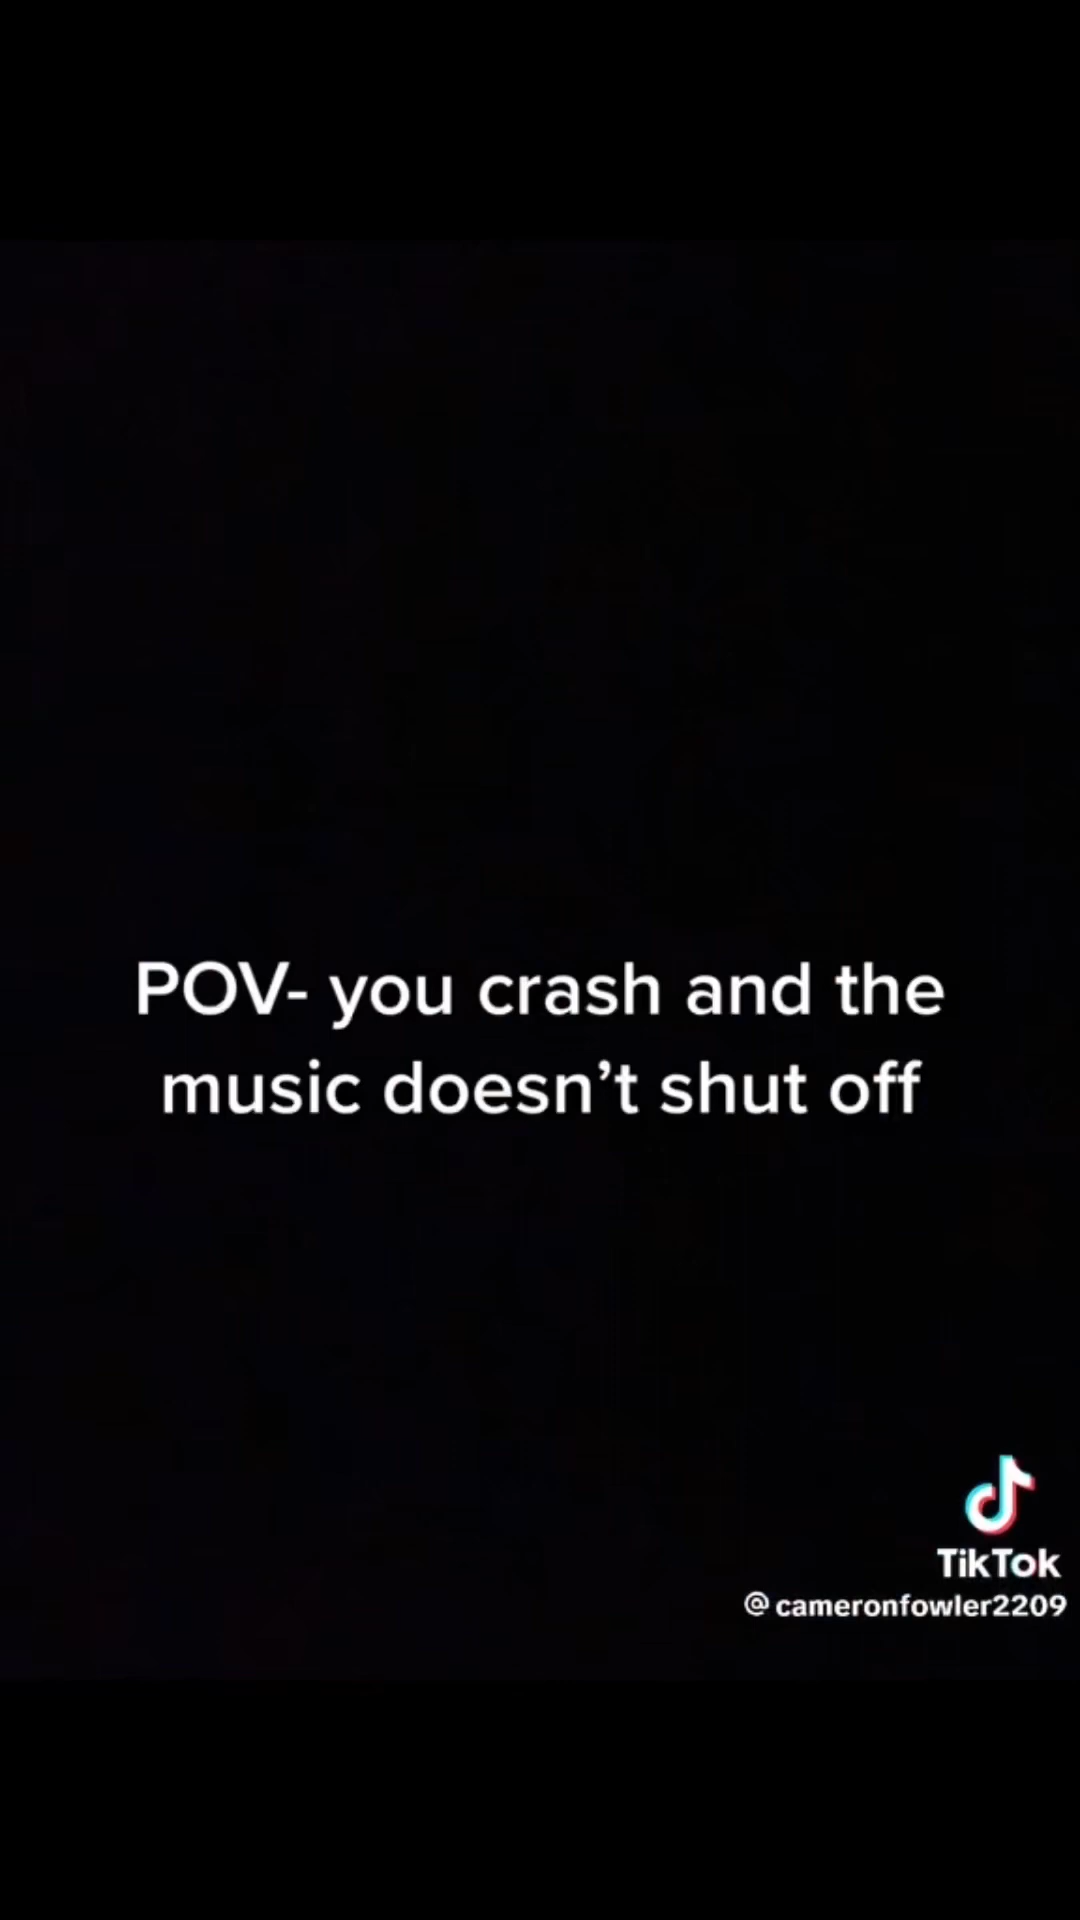 POV- you crash and the
music doesn’t shut off
TikTok
@cameronfowler2209